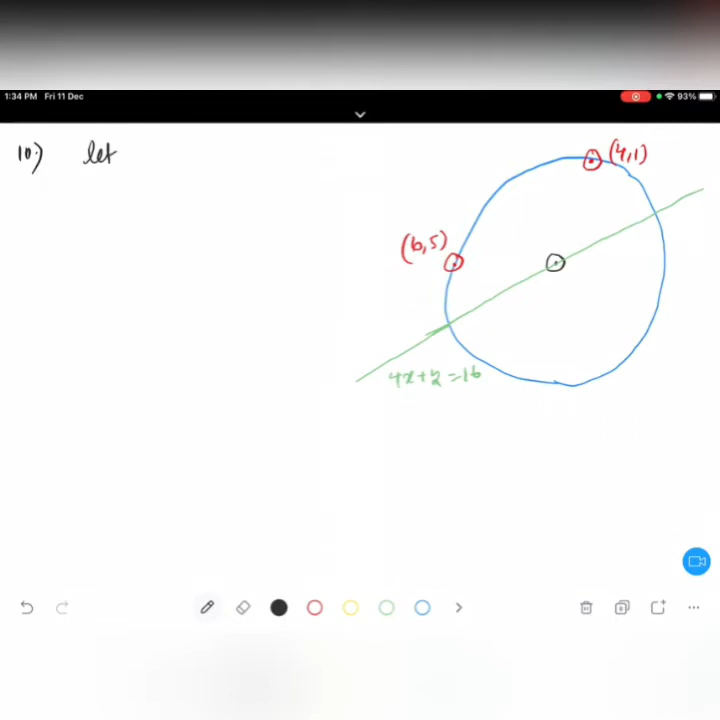 1:34 PM Fri 11 Dec 93%
10.) let
(4,1)
(6,5)
4x+y=16